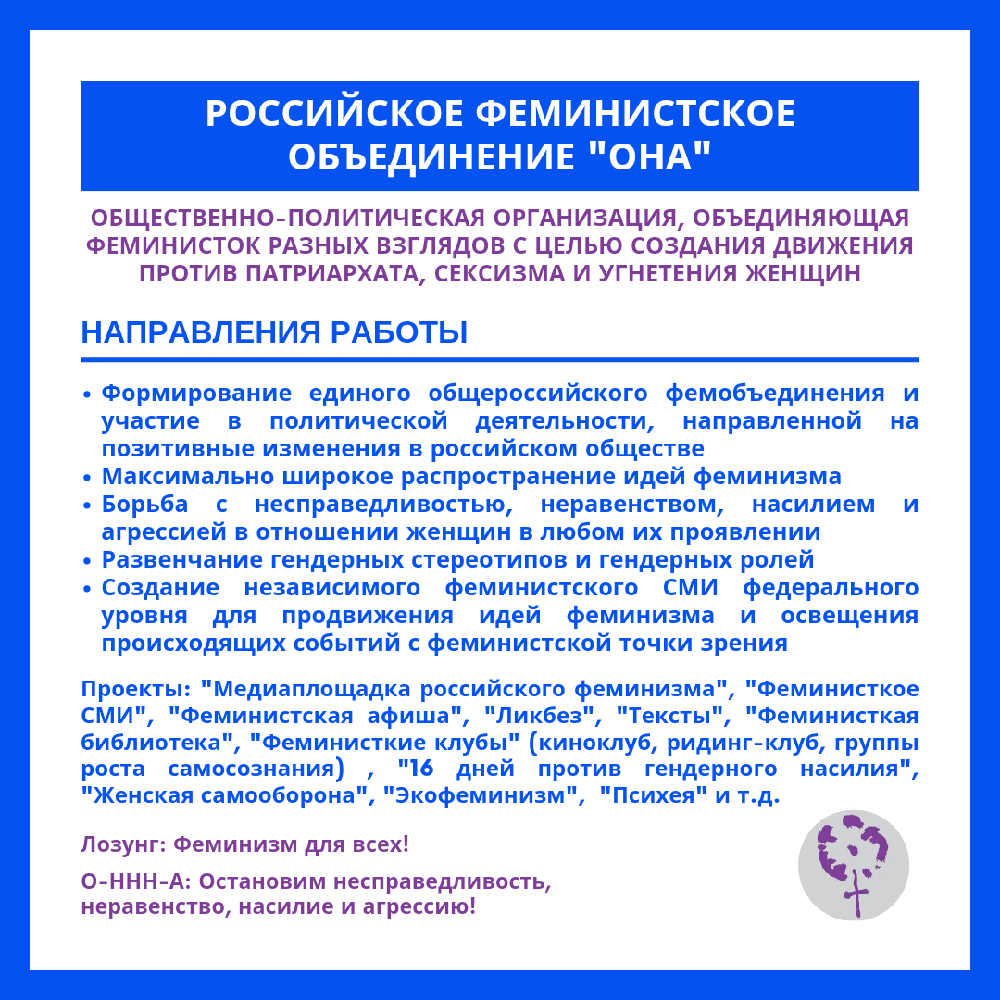 РОССИЙСКОЕ ФЕМИНИСТСКОЕ
ОБЪЕДИНЕНИЕ "ОНА"
ОБЩЕСТВЕННО-ПОЛИТИЧЕСКАЯ ОРГАНИЗАЦИЯ, ОБЪЕДИНЯЮЩАЯ
ФЕМИНИСТОК РАЗНЫХ ВЗГЛЯДОВ С ЦЕЛЬЮ СОЗДАНИЯ ДВИЖЕНИЯ
ПРОТИВ ПАТРИАРХАТА, СЕКСИЗМА И УГНЕТЕНИЯ ЖЕНЩИН
НАПРАВЛЕНИЯ РАБОТЫ
• Формирование единого общероссийского фемобъединения и
участие в политической деятельности, направленной на
позитивные изменения в российском обществе
• Максимально широкое распространение идей феминизма
• Борьба с несправедливостью, неравенством, насилием и
агрессией в отношении женщин в любом их проявлении
• Развенчание гендерных стереотипов и гендерных ролей
• Создание независимого феминистского СМИ федерального
уровня для продвижения идей феминизма и освещения
происходящих событий с феминистской точки зрения
Проекты: "Медиаплощадка российского феминизма", "Феминисткое
СМИ", "Феминистская афиша", "Ликбез", "Тексты", "Феминисткая
библиотека", "Феминисткие клубы" (киноклуб, ридинг-клуб, группы
роста самосознания) , "16 дней против гендерного насилия",
"Женская самооборона", "Экофеминизм", "Психея" и т.д.
Лозунг: Феминизм для всех!
О-ННН-А: Остановим несправедливость,
неравенство, насилие и агрессию!